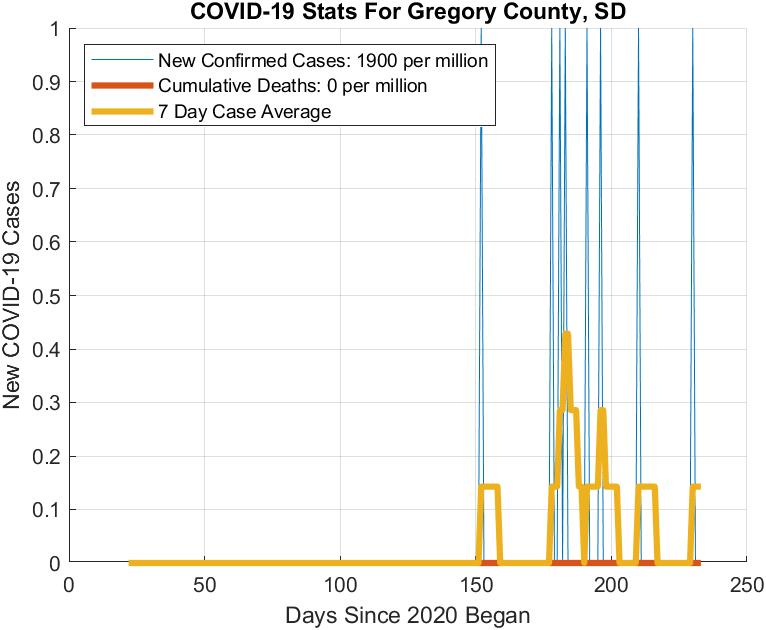 COVID-19 Stats For Gregory County, SD
New Confirmed Cases: 1900 per million
Cumulative Deaths: 0 per million
7 Day Case Average
New COVID-19 Cases
1
0.9
0.8
0.7
0.6
0.5
0.4
0.3
0.2
0.1
0
0 50 100 150 200 250
Days Since 2020 Began